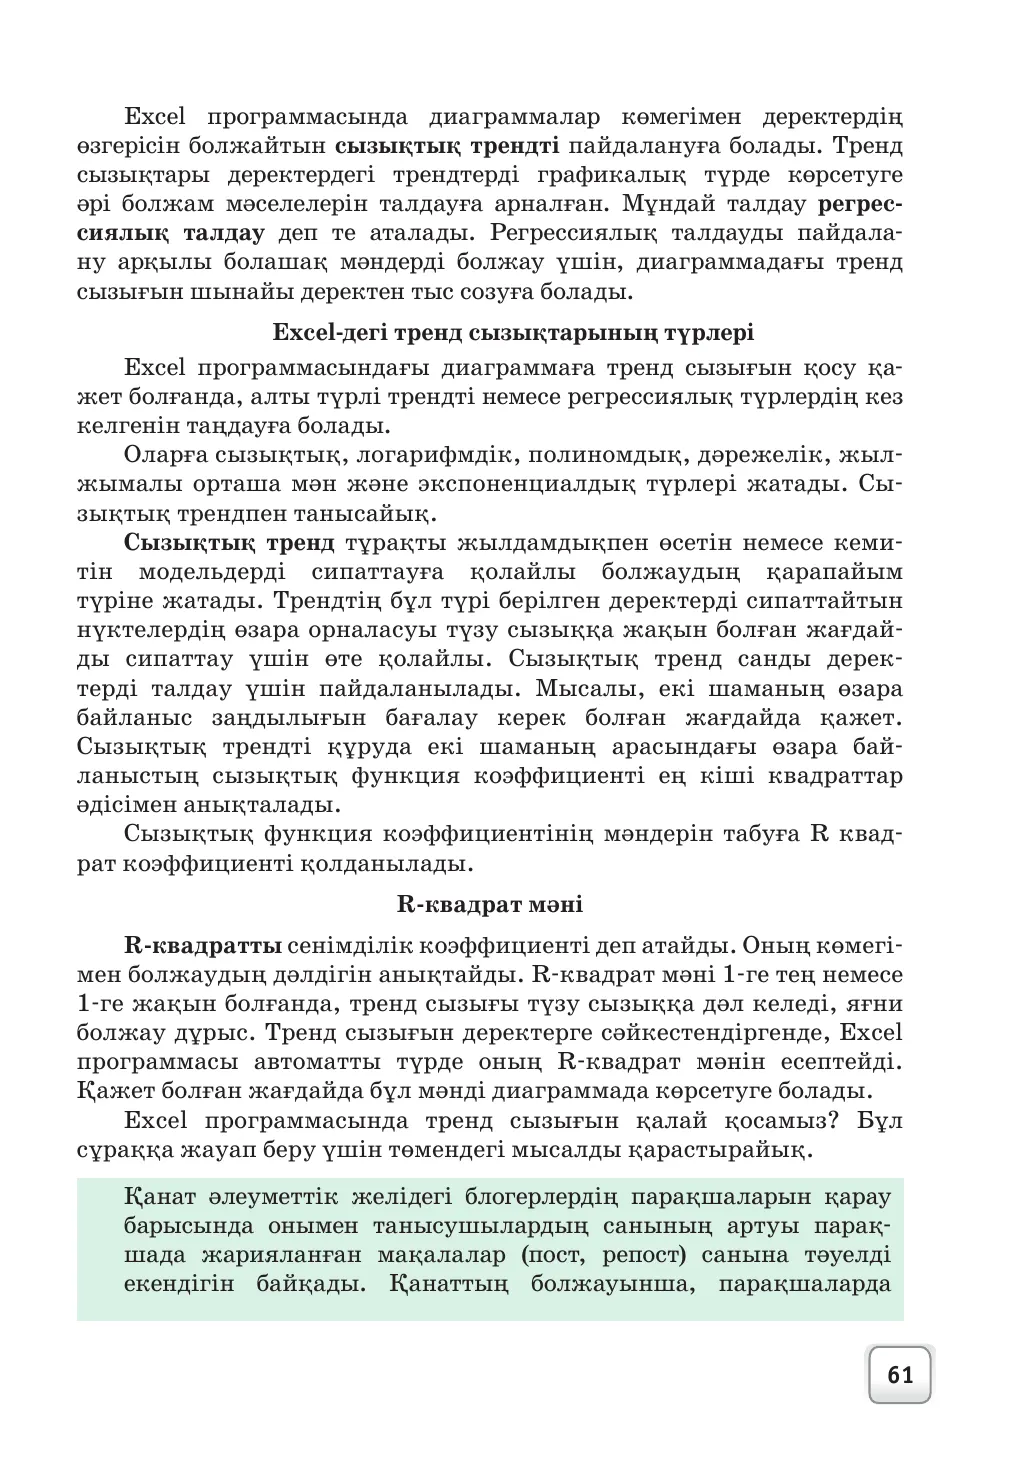 Excel программасында диаграммалар көмегімен деректердің
өзгерісін болжайтын сызықтық трендті пайдалануға болады. Тренд
сызықтары деректердегі трендтерді графикалық түрде көрсетуге
әрі болжам мәселелерін талдауға арналған. Мұндай талдау регрес-
сиялық талдау деп те аталады. Регрессиялық талдауды пайдала-
ну арқылы болашақ мәндерді болжау үшін, диаграммадағы тренд
сызығын шынайы деректен тыс созуға болады.
Excel-дегі тренд сызықтарының түрлері
Excel программасындағы диаграммаға тренд сызығын қосу қа-
жет болғанда, алты түрлі трендті немесе регрессиялық түрлердің кез
келгенін таңдауға болады.
Оларға сызықтық, логарифмдік, полиномдық, дәрежелік, жыл-
жымалы орташа мән және экспоненциалдық түрлері жатады. Сы-
зықтық трендпен танысайық.
Сызықтық тренд тұрақты жылдамдықпен өсетін немесе кеми-
тін модельдерді сипаттауға қолайлы болжаудың қарапайым
түріне жатады. Трендтің бұл түрі берілген деректерді сипаттайтын
нүктелердің өзара орналасуы түзу сызыққа жақын болған жағдай-
ды сипаттау үшін өте қолайлы. Сызықтық тренд санды дерек-
терді талдау үшін пайдаланылады. Мысалы, екі шаманың өзара
байланыс заңдылығын бағалау керек болған жағдайда қажет.
Сызықтық трендті құруда екі шаманың арасындағы өзара бай-
ланыстың сызықтық функция коэффициенті ең кіші квадраттар
әдісімен анықталады.
Сызықтық функция коэффициентінің мәндерін табуға R квад-
рат коэффициенті қолданылады.
R-квадрат мәні
R-квадратты сенімділік коэффициенті деп атайды. Оның көмегі-
мен болжаудың дәлдігін анықтайды. R-квадрат мәні 1-ге тең немесе
1-ге жақын болғанда, тренд сызығы түзу сызыққа дәл келеді, яғни
болжау дұрыс. Тренд сызығын деректерге сәйкестендіргенде, Excel
программасы автоматты түрде оның R-квадрат мәнін есептейді.
Қажет болған жағдайда бұл мәнді диаграммада көрсетуге болады.
Excel программасында тренд сызығын қалай қосамыз? Бұл
сұраққа жауап беру үшін төмендегі мысалды қарастырайық.
Қанат әлеуметтік желідегі блогерлердің парақшаларын қарау
барысында онымен танысушылардың санының артуы парақ-
шада жарияланған мақалалар (пост, репост) санына тәуелді
екендігін байқады. Қанаттың болжауынша, парақшаларда
61